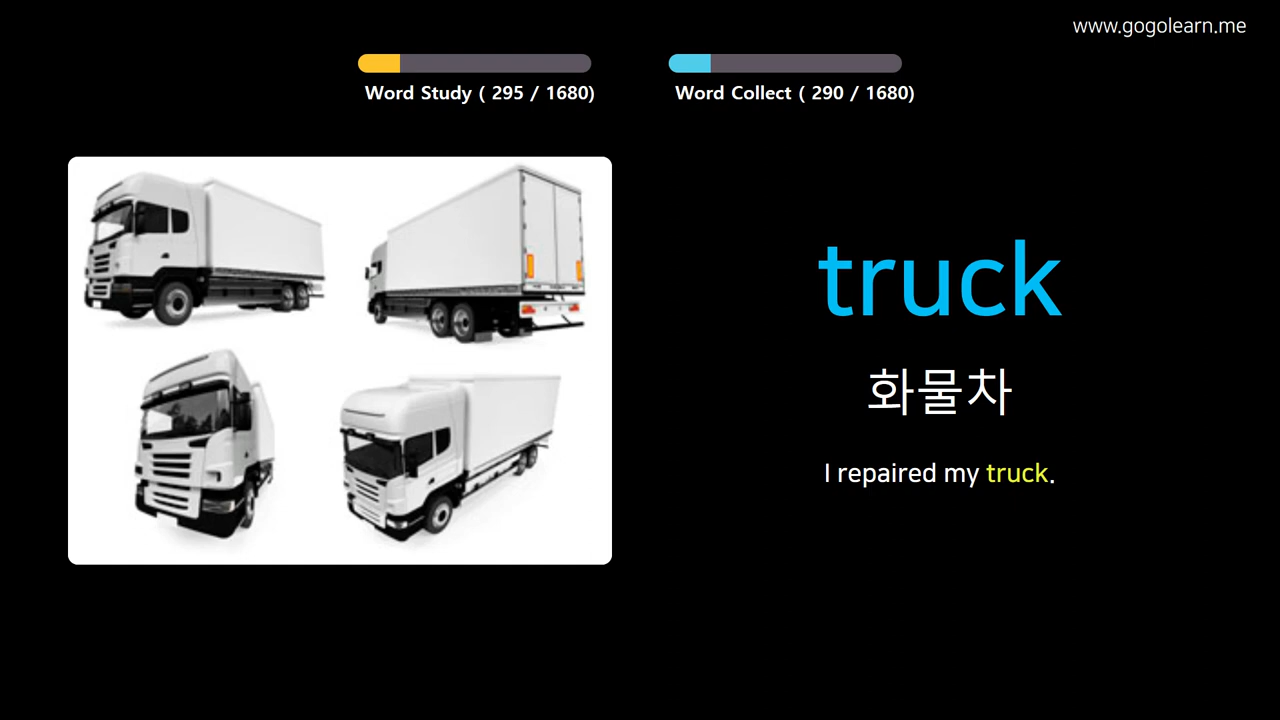 www.gogolearn.me
Word Study ( 295 / 1680)
Word Collect ( 290 / 1680)
truck
화물차
I repaired my truck.